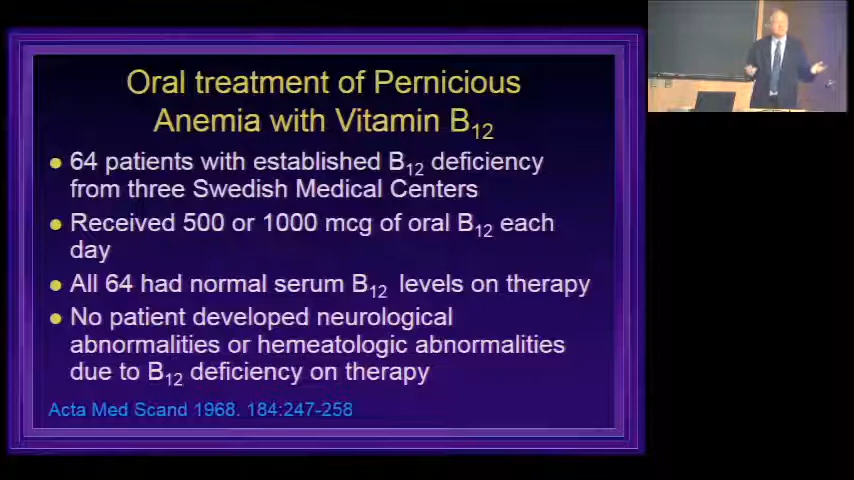 Oral treatment of Pernicious
Anemia with Vitamin B12
64 patients with established B12 deficiency
from three Swedish Medical Centers
Received 500 or 1000 mcg of oral B12 each
day
All 64 had normal serum B12 levels on therapy
No patient developed neurological
abnormalities or hemeatologic abnormalities
due to B12 deficiency on therapy
Acta Med Scand 1968. 184:247-258